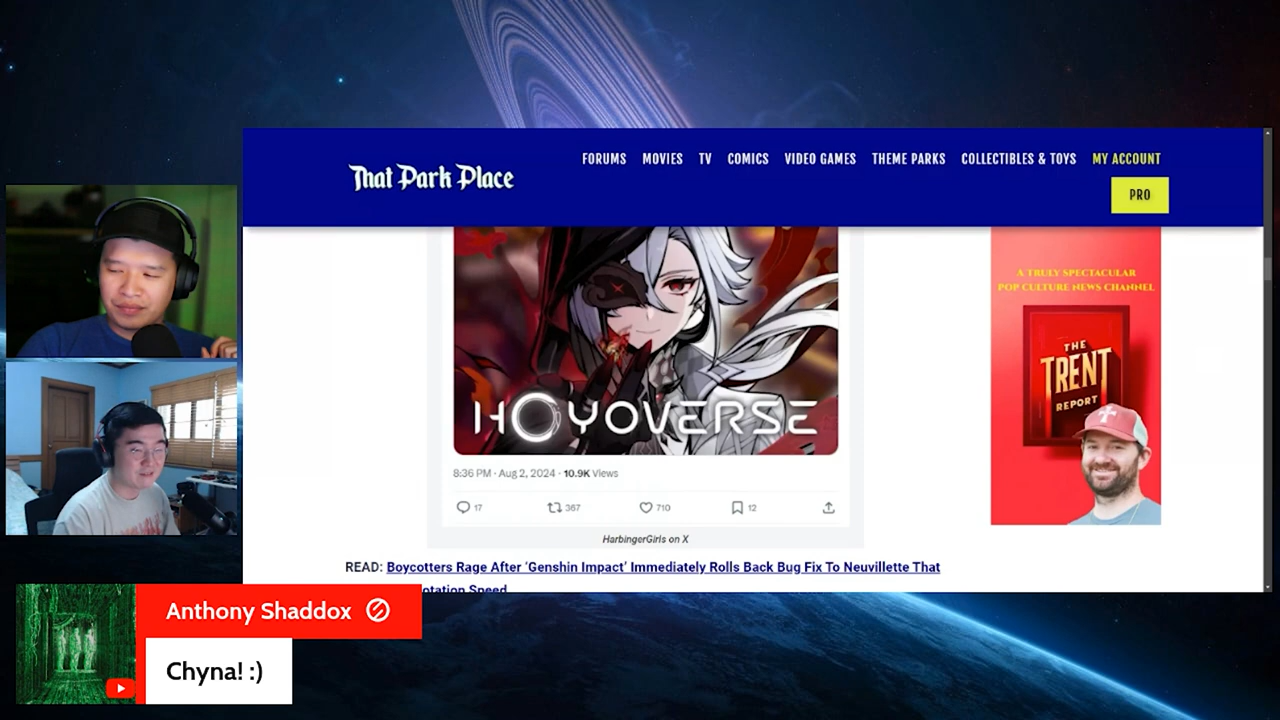 That Park Place
FORUMS MOVIES TV COMICS VIDEO GAMES THEME PARKS COLLECTIBLES & TOYS MY ACCOUNT
PRO
HOYOVERSE
8:36 PM · Aug 2, 2024 · 10.9K Views
17 367 710 12
HarbingerGirls on X
READ: Boycotters Rage After ‘Genshin Impact’ Immediately Rolls Back Bug Fix To Neuvillette That
otation Speed
A TRULY SPECTACULAR
POP CULTURE NEWS CHANNEL
THE
TRENT
REPORT
Anthony Shaddox
Chyna! :)